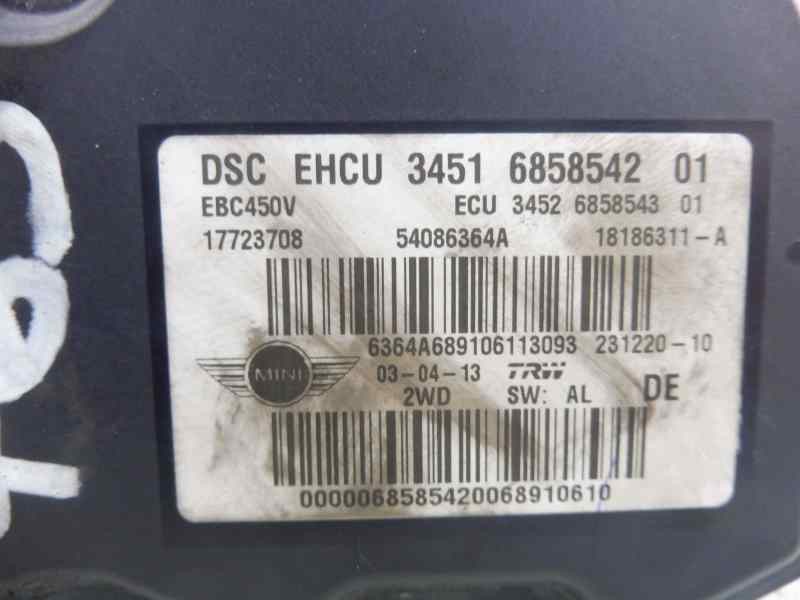 DSC EHCU 3451 6858542 01
EBC450V ECU 3452 6858543 01
17723708 54086364A 18186311-A
6364A689106113093 231220-10
MINI 03-04-13 TRW
2WD SW: AL DE
0000068585420068910610